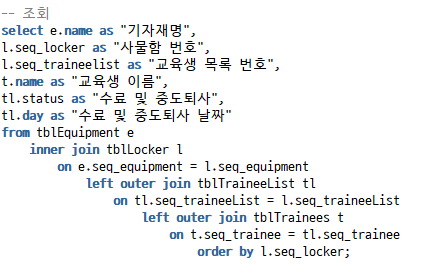 -- 조회
select e.name as "기자재명",
l.seq_locker as "사물함 번호",
l.seq_traineelist as "교육생 목록 번호",
t.name as "교육생 이름",
tl.status as "수료 및 중도퇴사",
tl.day as "수료 및 중도퇴사 날짜"
from tblEquipment e
inner join tblLocker l
on e.seq_equipment = l.seq_equipment
left outer join tblTraineeList tl
on tl.seq_traineeList = l.seq_traineeList
left outer join tblTrainees t
on t.seq_trainee = tl.seq_trainee
order by l.seq_locker;